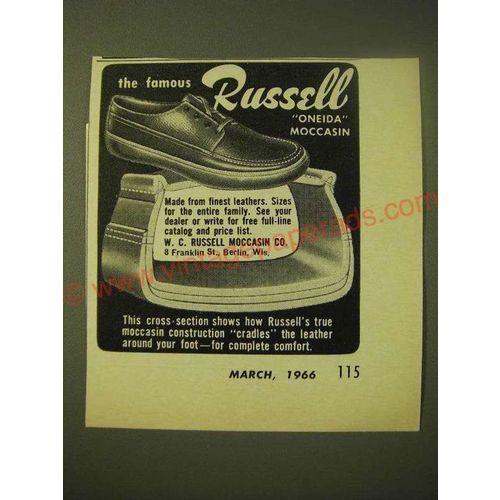 the famous Russell
"ONEIDA"
MOCCASIN
Made from finest leathers. Sizes
for the entire family. See your
dealer or write for free full-line
catalog and price list.
W. C. RUSSELL MOCCASIN CO.
8 Franklin St., Berlin, Wis.
This cross-section shows how Russell's true
moccasin construction "cradles" the leather
around your foot—for complete comfort.
MARCH, 1966 115